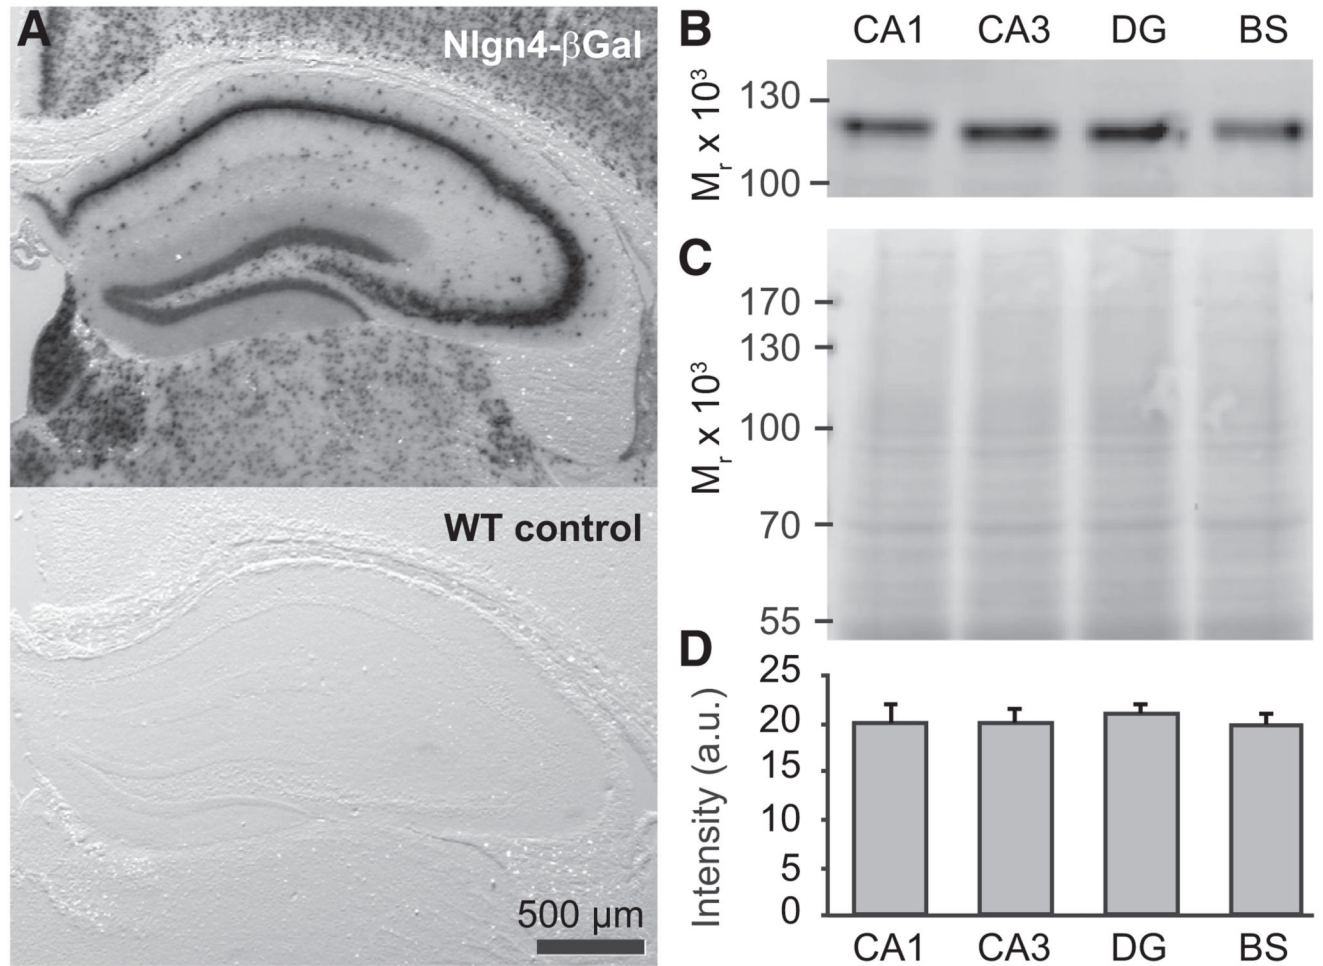 A
Nlgn4-βGal
WT control
500 µm
B
CA1 CA3 DG BS
Mr x 10³
130
100
C
Mr x 10³
170
130
100
70
55
D
Intensity (a.u.)
25
20
15
10
5
0
CA1 CA3 DG BS